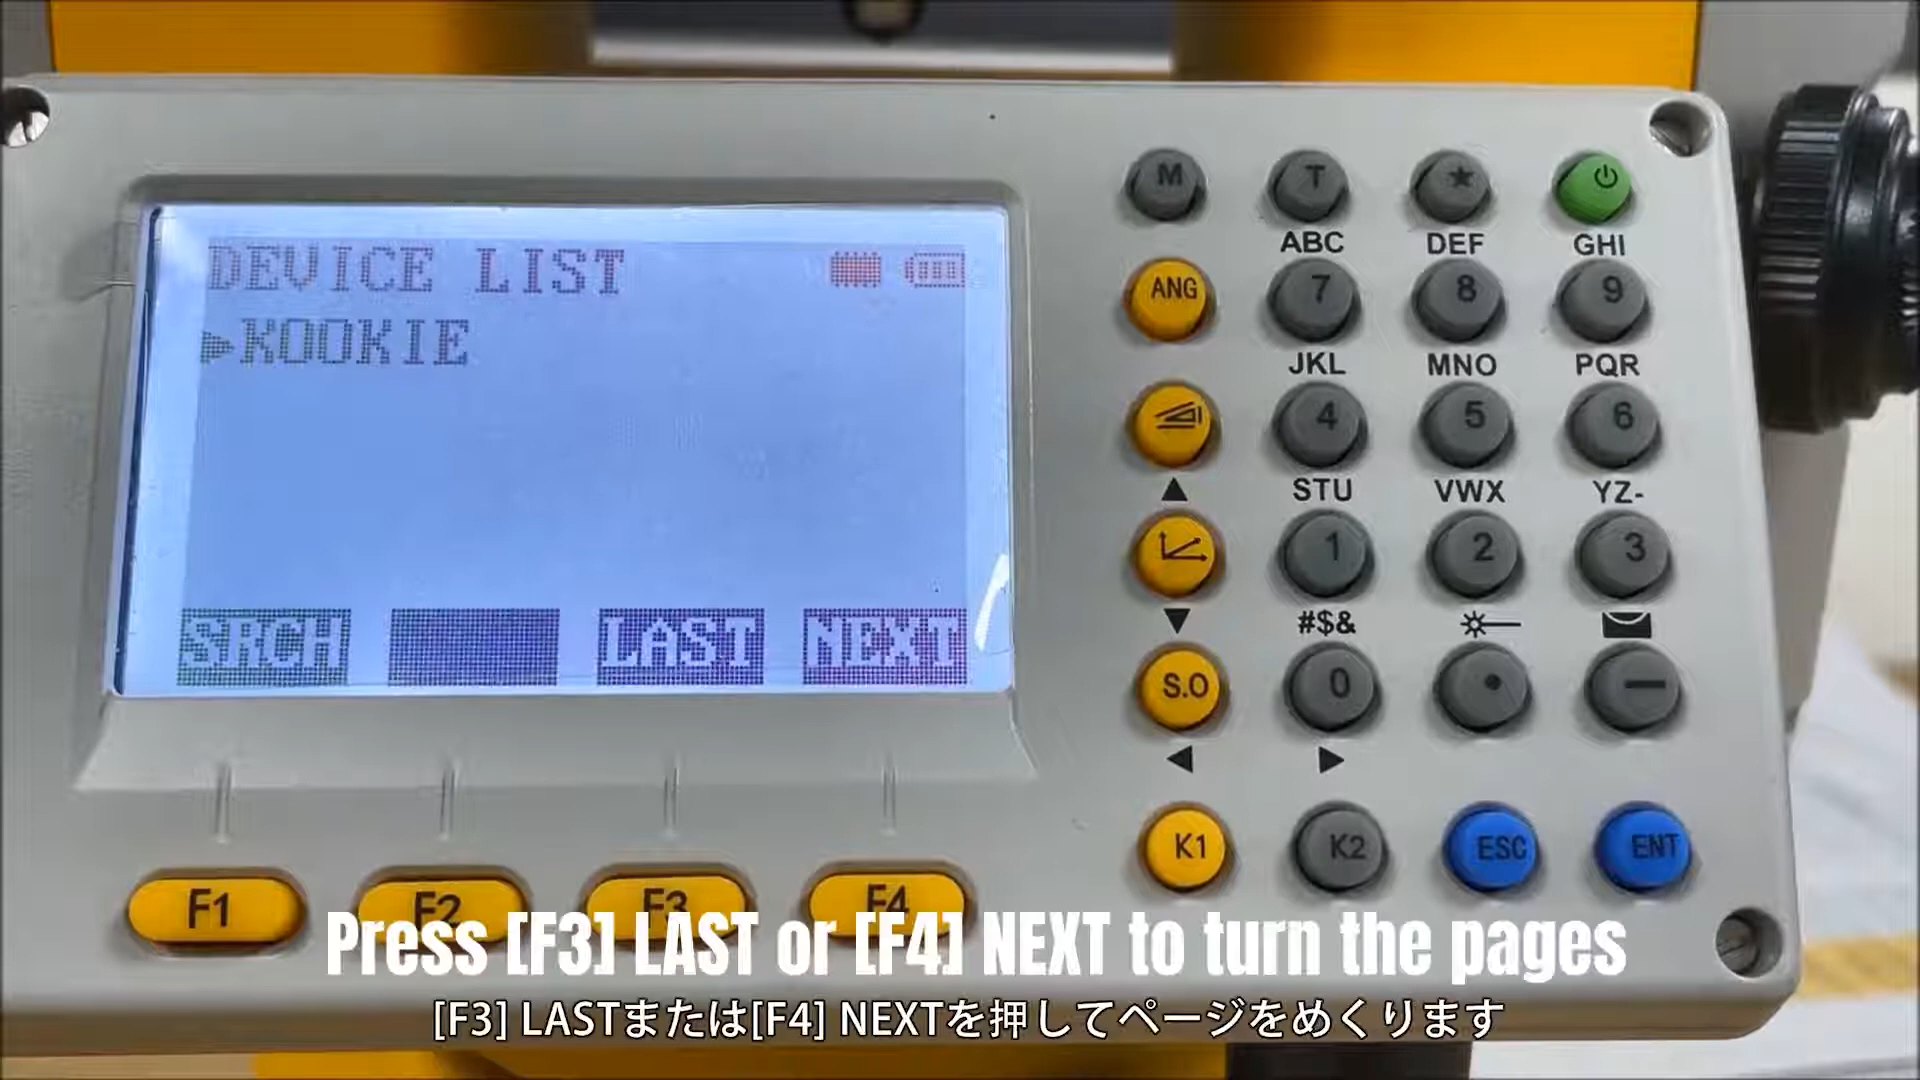 DEVICE LIST
▶KOOKIE
SRCH LAST NEXT
M T ★
ABC DEF GHI
ANG 7 8 9
JKL MNO PQR
4 5 6
STU VWX YZ-
1 2 3
#$&
S.O 0 • —
K1 K2 ESC ENT
F1 F2 F3 F4
Press [F3] LAST or [F4] NEXT to turn the pages
[F3] LASTまたは[F4] NEXTを押してページをめくります